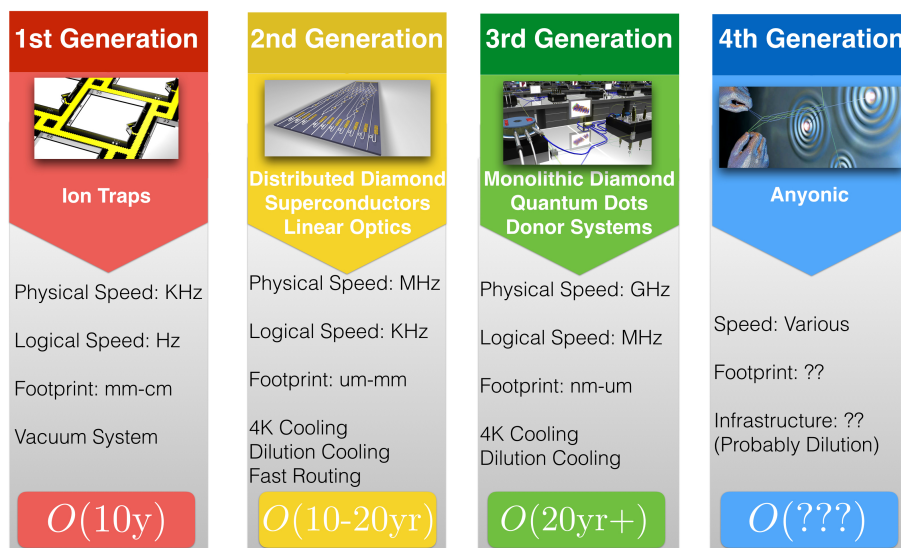 1st Generation
Ion Traps
Physical Speed: KHz
Logical Speed: Hz
Footprint: mm-cm
Vacuum System
O(10y)
2nd Generation
Distributed Diamond
Superconductors
Linear Optics
Physical Speed: MHz
Logical Speed: KHz
Footprint: um-mm
4K Cooling
Dilution Cooling
Fast Routing
O(10-20yr)
3rd Generation
Monolithic Diamond
Quantum Dots
Donor Systems
Physical Speed: GHz
Logical Speed: MHz
Footprint: nm-um
4K Cooling
Dilution Cooling
O(20yr+)
4th Generation
Anyonic
Speed: Various
Footprint: ??
Infrastructure: ??
(Probably Dilution)
O(???)